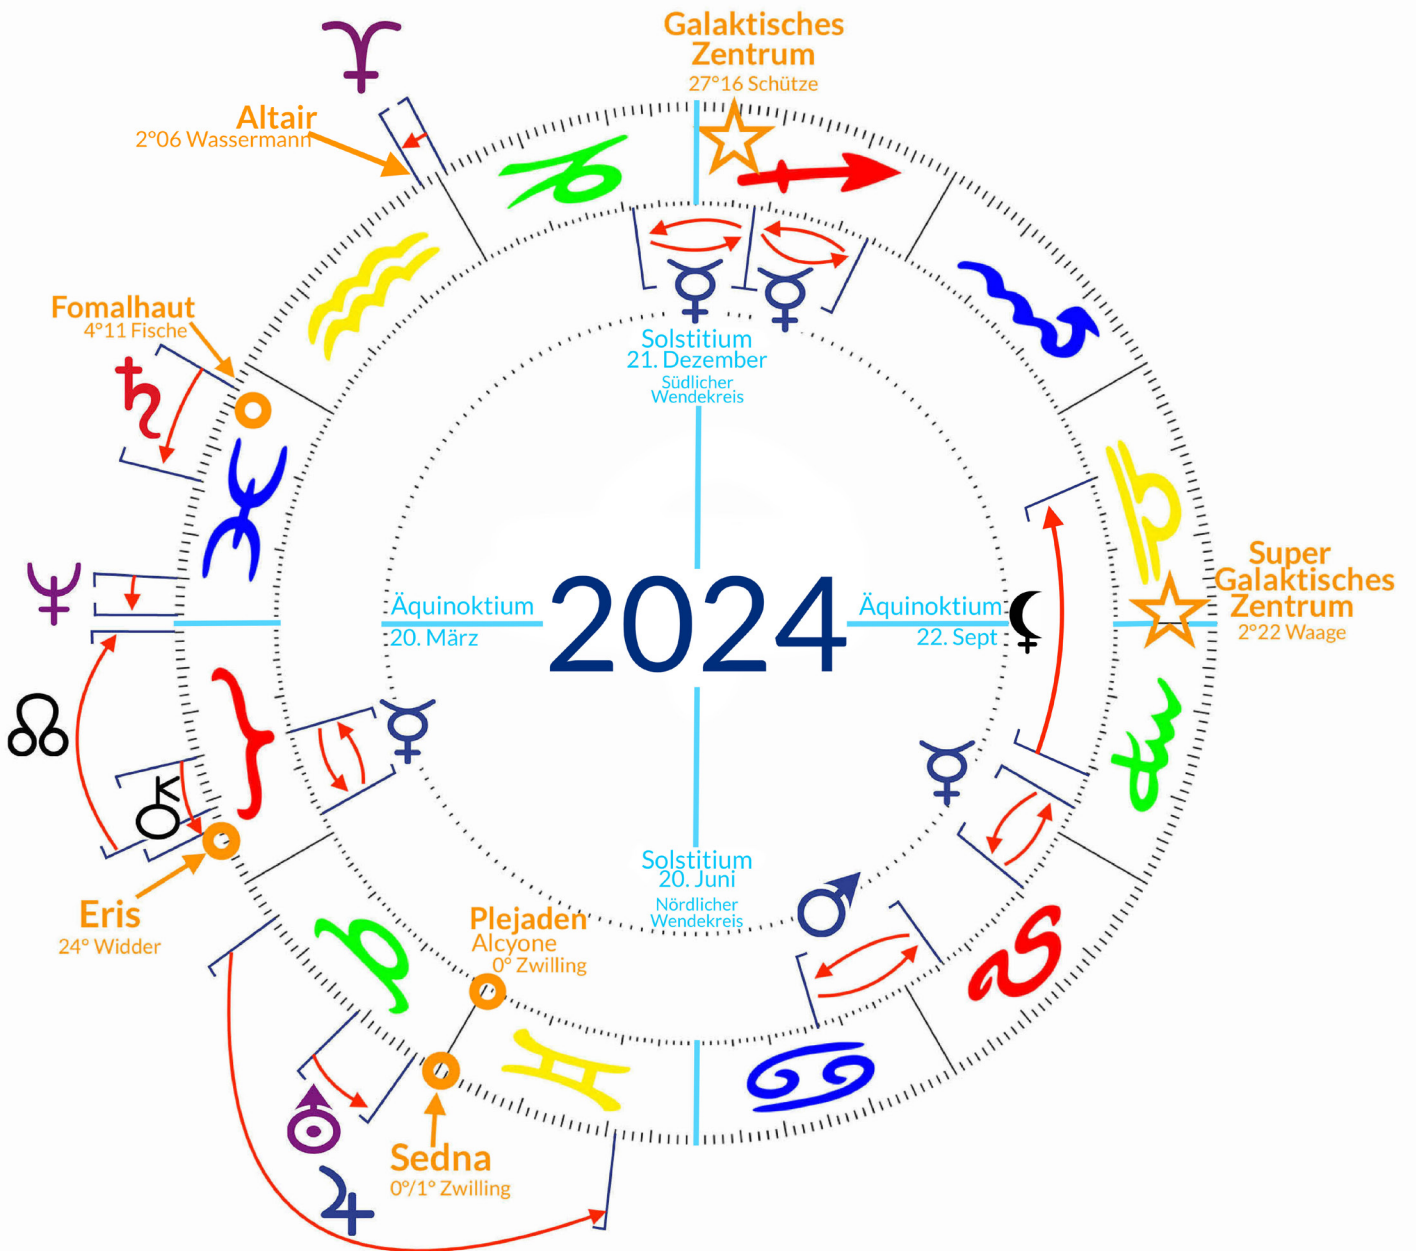 Galaktisches
Zentrum
27°16 Schütze
Altair
2°06 Wassermann
Fomalhaut
4°11 Fische
Solstitium
21. Dezember
Südlicher
Wendekreis
Super
Galaktisches
Zentrum
2°22 Waage
Äquinoktium
20. März
2024
Äquinoktium
22. Sept
Solstitium
20. Juni
Nördlicher
Wendekreis
Eris
24° Widder
Plejaden
Alcyone
0° Zwilling
Sedna
0°/1° Zwilling